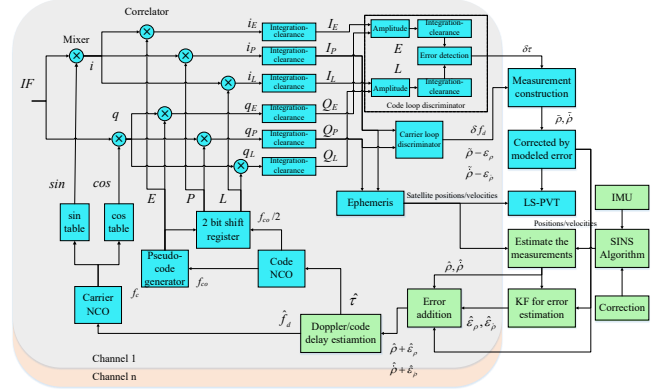 Correlator
Mixer
IF
i
q
sin
cos
i_E
i_P
i_L
q_E
q_P
q_L
Integration-clearance
Integration-clearance
Integration-clearance
Integration-clearance
Integration-clearance
Integration-clearance
I_E
I_P
I_L
Q_E
Q_P
Q_L
Amplitude
Integration-clearance
E
Error detection
L
Amplitude
Integration-clearance
Code loop discriminator
δτ
Measurement
construction
Carrier loop
discriminator
δf_d
ρ̃, ρ̇̃
ρ̃ − ε_ρ
ρ̇̃ − ε_ρ̇
Corrected by
modeled error
Ephemeris
Satellite positions/velocities
LS-PVT
IMU
Positions/velocities
SINS
Algorithm
Correction
Estimate the
measurements
KF for error
estimation
ρ̂, ρ̇̂
ε̂_ρ, ε̂_ρ̇
Error
addition
ρ̂ + ε̂_ρ
ρ̇̂ + ε̂_ρ̇
sin
table
cos
table
E
P
L
2 bit shift
register
f_co /2
Pseudo-
code
generator
f_co
f_c
Code
NCO
τ̂
Carrier
NCO
f̂_d
Doppler/code
delay estiamtion
Channel 1
Channel n